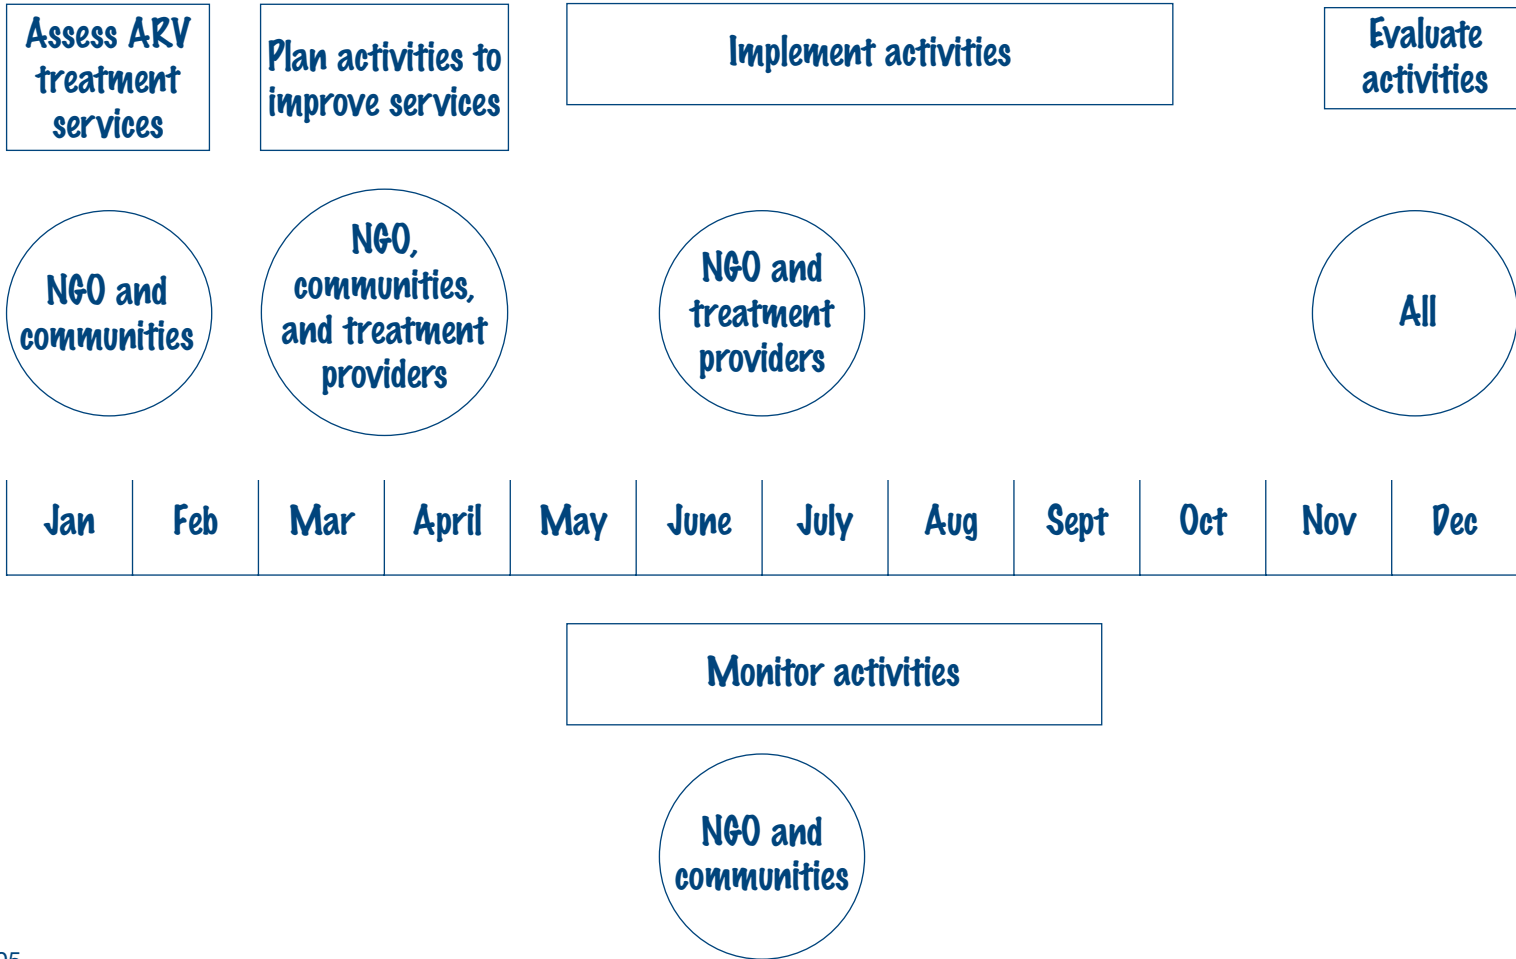 Assess ARV
treatment
services
Plan activities to
improve services
Implement activities
Evaluate
activities
NGO and
communities
NGO,
communities,
and treatment
providers
NGO and
treatment
providers
All
Jan Feb Mar April May June July Aug Sept Oct Nov Dec
Monitor activities
NGO and
communities